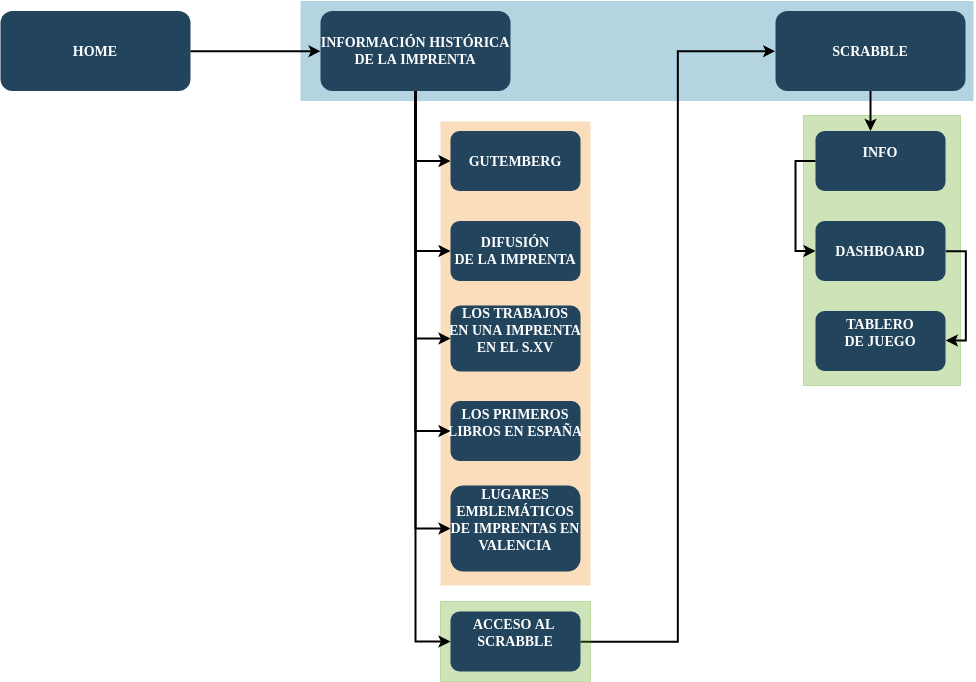 HOME
INFORMACIÓN HISTÓRICA
DE LA IMPRENTA
SCRABBLE
GUTEMBERG
DIFUSIÓN
DE LA IMPRENTA
LOS TRABAJOS
EN UNA IMPRENTA
EN EL S.XV
LOS PRIMEROS
LIBROS EN ESPAÑA
LUGARES
EMBLEMÁTICOS
DE IMPRENTAS EN
VALENCIA
ACCESO AL
SCRABBLE
INFO
DASHBOARD
TABLERO
DE JUEGO